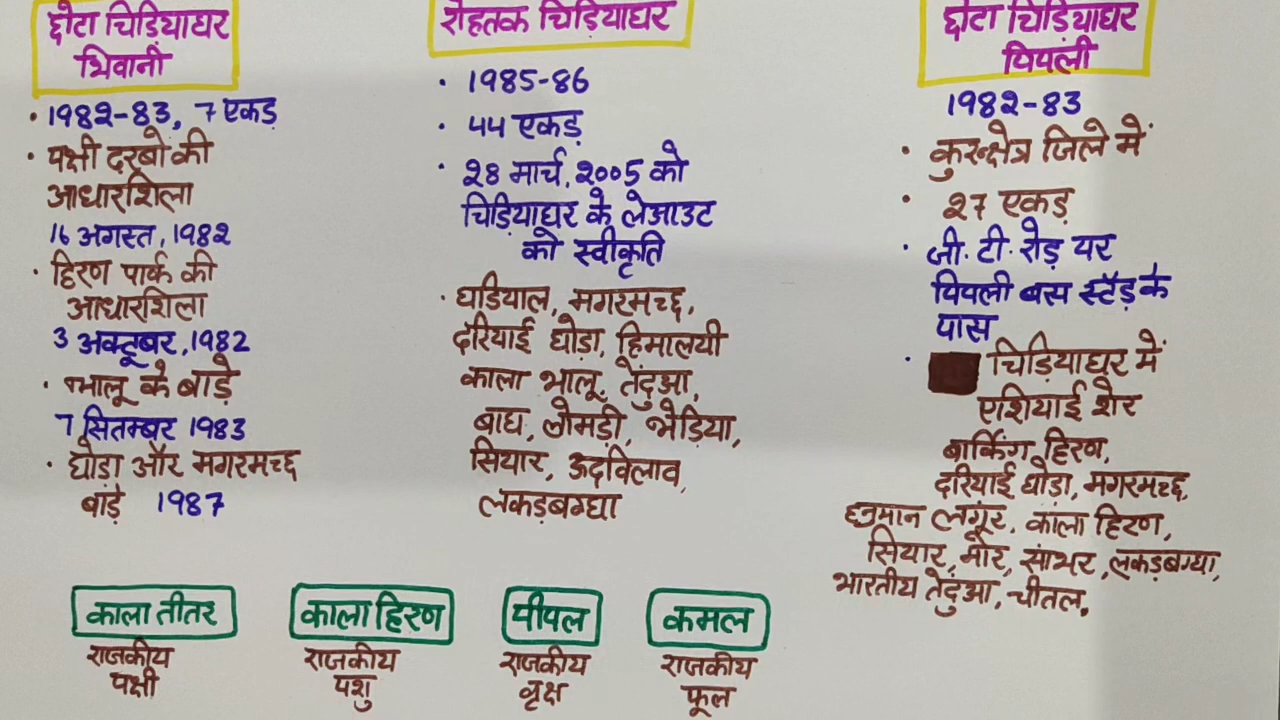 छोटा चिड़ियाघर
भिवानी
• 1982-83, 7 एकड़
• पक्षी दरबो की
आधारशिला
16 अगस्त, 1982
• हिरण पार्क की
आधारशिला
3 अक्टूबर, 1982
• भालू के बाड़े
7 सितम्बर 1983
• घोड़ा और मगरमच्छ
बाड़े 1987
रोहतक चिड़ियाघर
• 1985-86
• 44 एकड़
• 28 मार्च, 2005 को
चिड़ियाघर के लेआउट
को स्वीकृति
• घडियाल, मगरमच्छ,
दरियाई घोड़ा, हिमालयी
काला भालू, तेंदुआ,
बाघ, लोमड़ी, भेड़िया,
सियार, ऊदविलाव,
लकड़बग्घा
छोटा चिड़ियाघर
पिपली
1982-83
• कुरुक्षेत्र जिले में
• 27 एकड़
• जी. टी. रोड़ पर
पिपली बस स्टैंड़ के
पास
• चिड़ियाघर में
एशियाई शेर
बार्किंग हिरण,
दरियाई घोड़ा, मगरमच्छ,
हनुमान लगूंर, काला हिरण,
सियार, मोर, सांभर, लकड़बग्घा,
भारतीय तेंदुआ, चीतल,
काला तीतर
राजकीय
पक्षी
काला हिरण
राजकीय
पशु
पीपल
राजकीय
वृक्ष
कमल
राजकीय
फूल